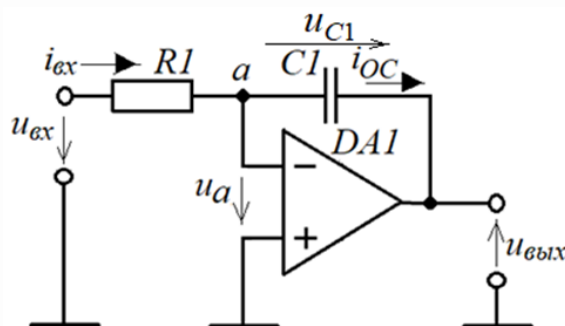 u_C1
i_вх R1 a C1 i_OC
u_вх DA1
u_a − +
u_вых